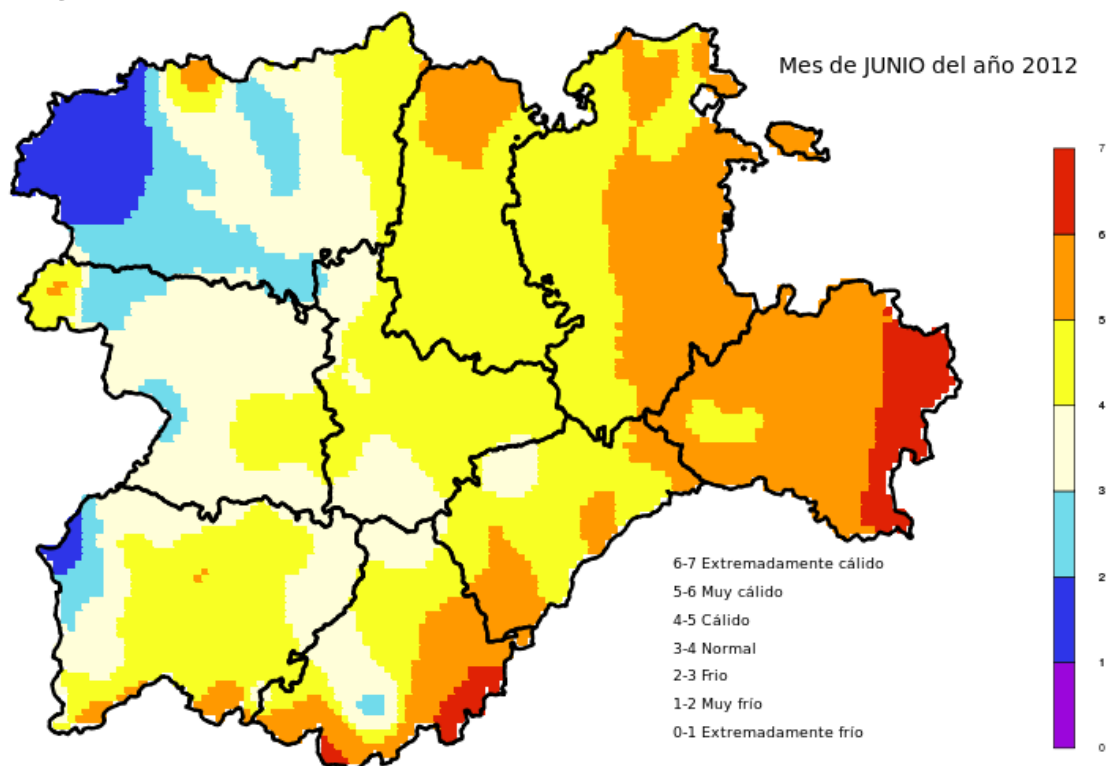 Mes de JUNIO del año 2012
7
6
5
4
3
2
1
0
6-7 Extremadamente cálido
5-6 Muy cálido
4-5 Cálido
3-4 Normal
2-3 Frio
1-2 Muy frío
0-1 Extremadamente frío